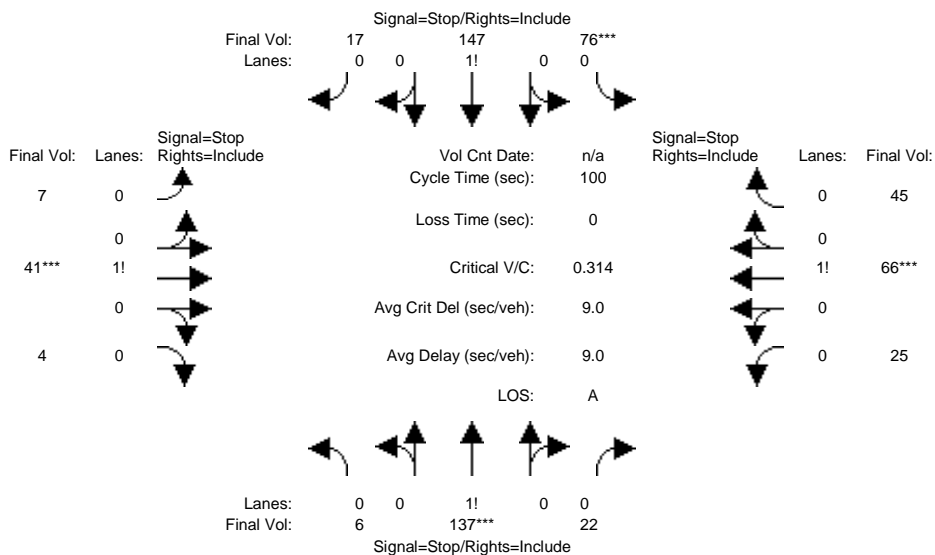 Signal=Stop/Rights=Include
Final Vol: 17 147 76***
Lanes: 0 0 1! 0 0
Signal=Stop
Final Vol: Lanes: Rights=Include
Vol Cnt Date: n/a
Signal=Stop
Rights=Include Lanes: Final Vol:
Cycle Time (sec): 100
7 0
0 45
Loss Time (sec): 0
0
0
41*** 1!
Critical V/C: 0.314
1! 66***
0
Avg Crit Del (sec/veh): 9.0
0
4 0
Avg Delay (sec/veh): 9.0
0 25
LOS: A
Lanes: 0 0 1! 0 0
Final Vol: 6 137*** 22
Signal=Stop/Rights=Include